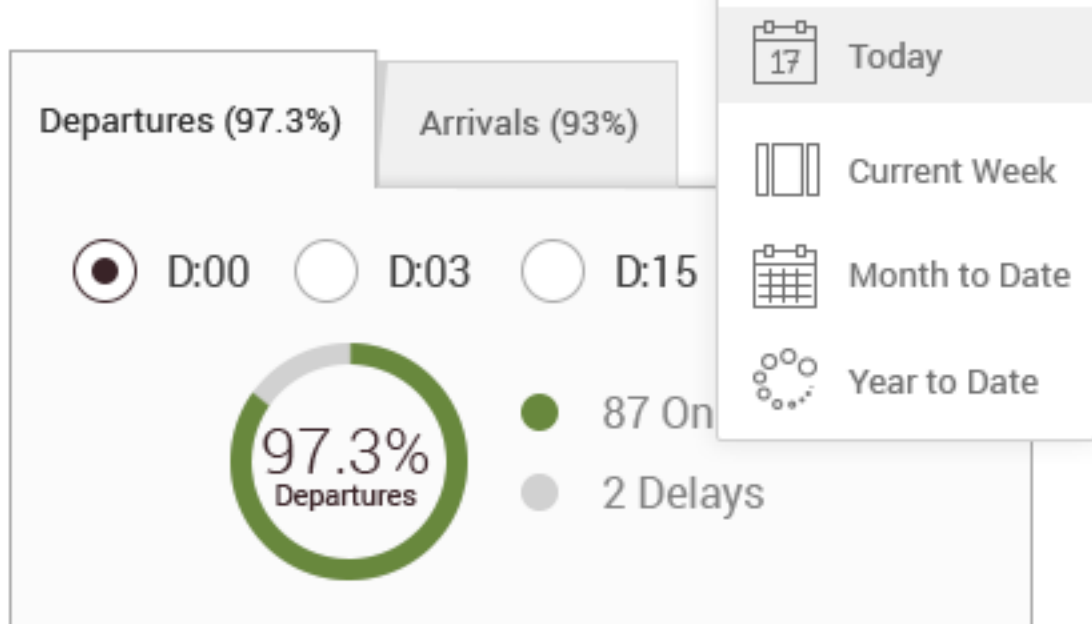 Departures (97.3%)
Arrivals (93%)
D:00
D:03
D:15
97.3%
Departures
87 On
2 Delays
17
Today
Current Week
Month to Date
Year to Date